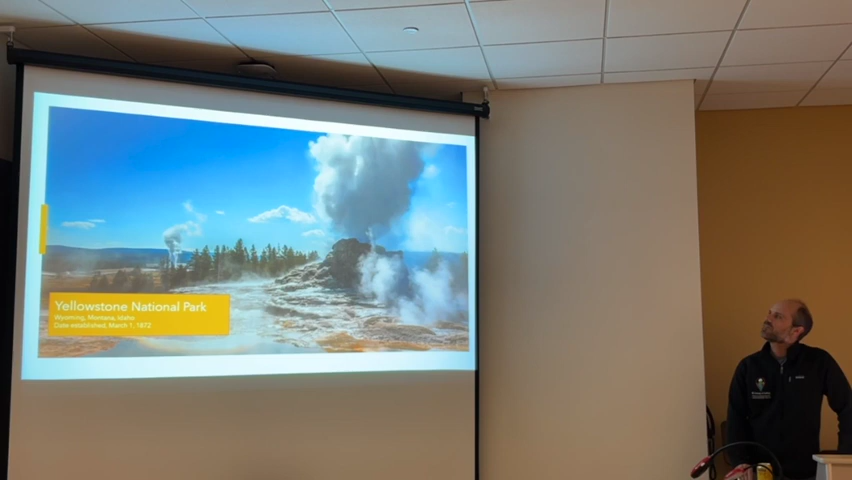 Yellowstone National Park
Wyoming, Montana, Idaho
Date established, March 1, 1872